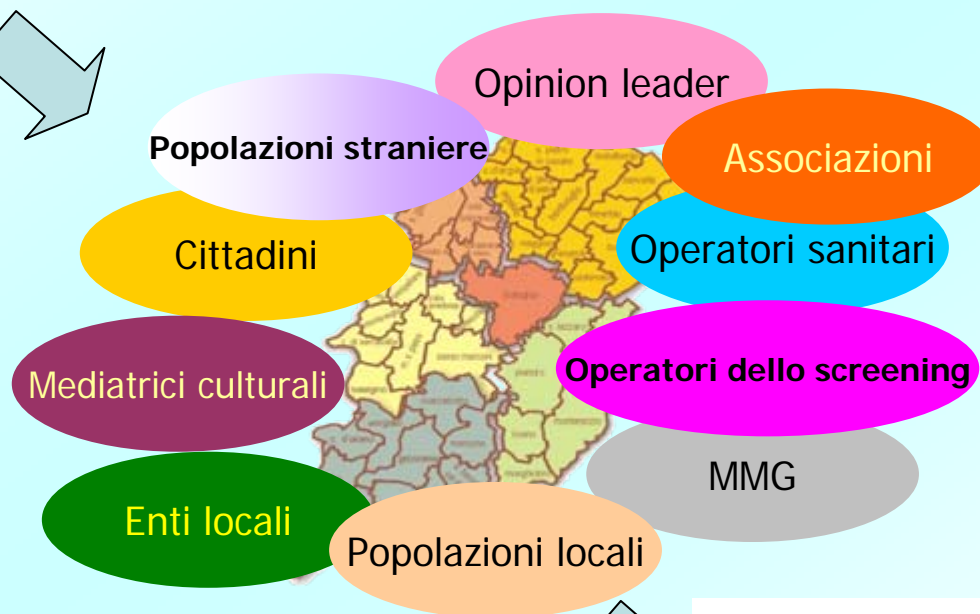 Opinion leader
Popolazioni straniere
Associazioni
Cittadini
Operatori sanitari
Mediatrici culturali
Operatori dello screening
MMG
Enti locali
Popolazioni locali